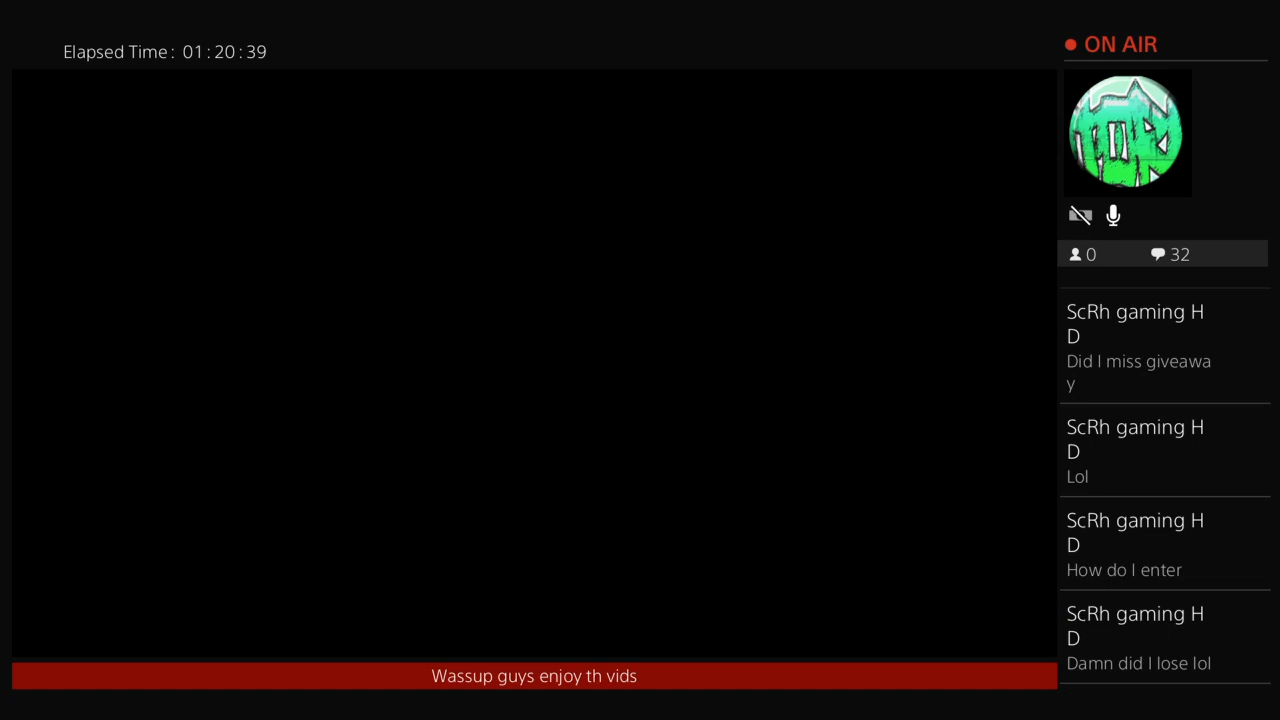 Elapsed Time: 01:20:39
ON AIR
0 32
ScRh gaming H
D
Did I miss giveawa
y
ScRh gaming H
D
Lol
ScRh gaming H
D
How do I enter
ScRh gaming H
D
Damn did I lose lol
Wassup guys enjoy th vids